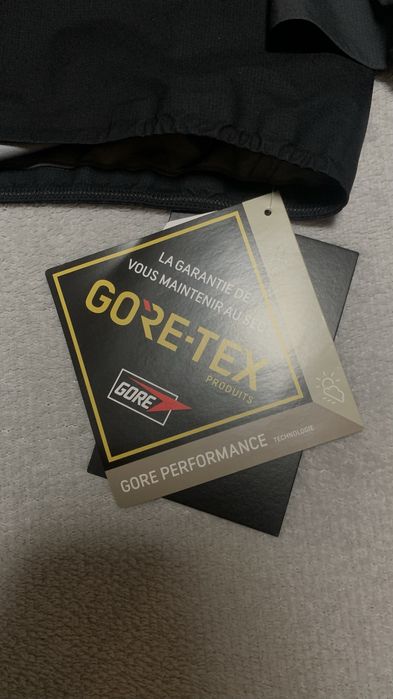 LA GARANTIE DE
VOUS MAINTENIR AU SEC
GORE-TEX
PRODUITS
GORE
GORE PERFORMANCE TECHNOLOGIE